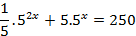 1/5 .5^{2x} + 5.5^{x} = 250